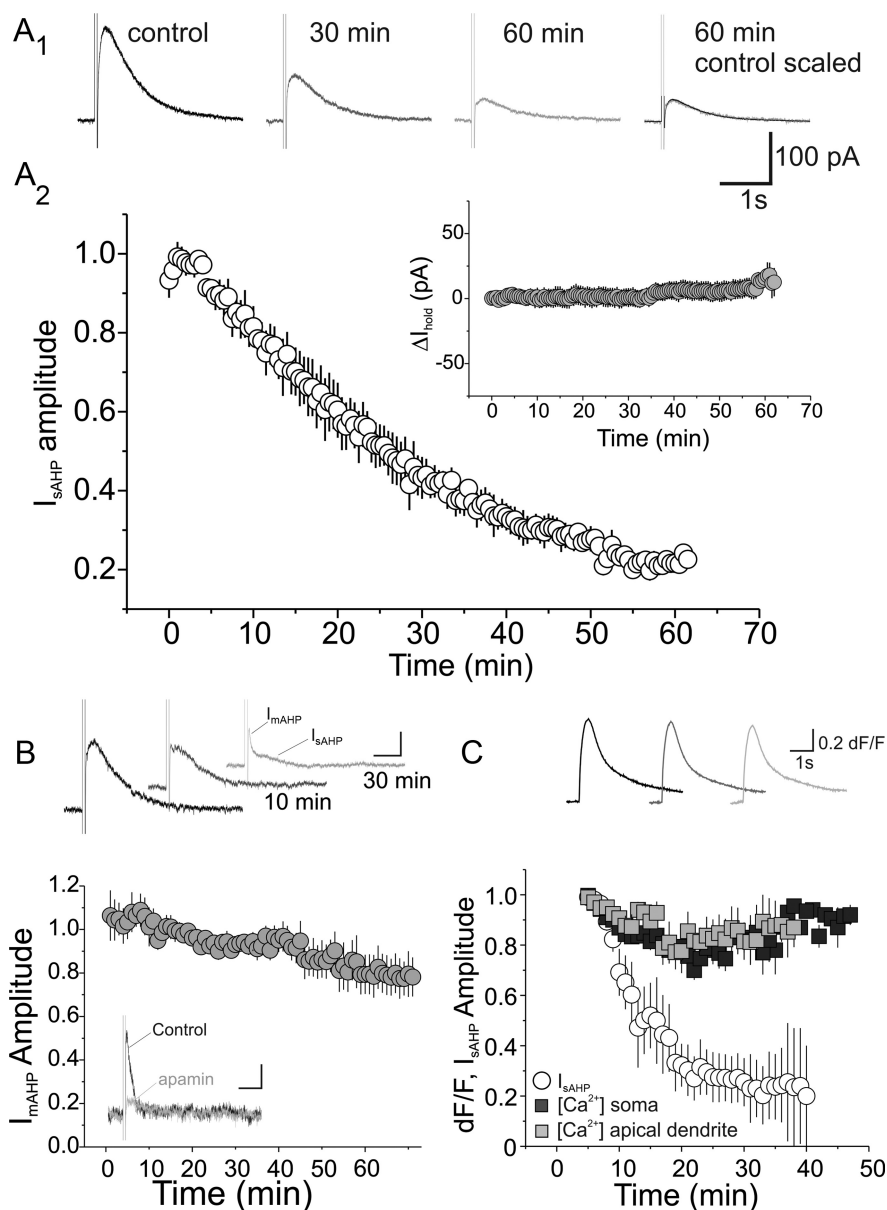 A1
control
30 min
60 min
60 min
control scaled
100 pA
1s
A2
IsAHP amplitude
1.0
0.8
0.6
0.4
0.2
0 10 20 30 40 50 60 70
Time (min)
ΔIhold (pA)
50
0
-50
0 10 20 30 40 50 60 70
Time (min)
B
ImAHP
IsAHP
10 min
30 min
ImAHP Amplitude
1.2
1.0
0.8
0.6
0.4
0.2
0.0
Control
apamin
0 10 20 30 40 50 60 70
Time (min)
C
0.2 dF/F
1s
dF/F, IsAHP Amplitude
1
0.8
0.6
0.4
0.2
0
IsAHP
[Ca2+] soma
[Ca2+] apical dendrite
0 10 20 30 40 50
Time (min)